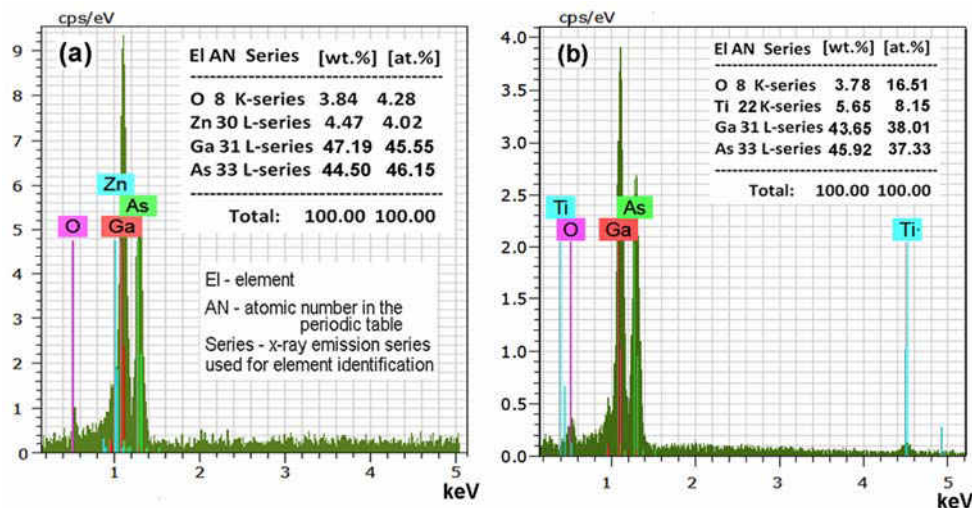 cps/eV
(a)
El AN Series [wt.%] [at.%]
O 8 K-series 3.84 4.28
Zn 30 L-series 4.47 4.02
Ga 31 L-series 47.19 45.55
As 33 L-series 44.50 46.15
Total: 100.00 100.00
Zn
As
O
Ga
El - element
AN - atomic number in the
periodic table
Series - x-ray emission series
used for element identification
9
8
7
6
5
4
3
2
1
0
1 2 3 4 5
keV
cps/eV
(b)
El AN Series [wt.%] [at.%]
O 8 K-series 3.78 16.51
Ti 22 K-series 5.65 8.15
Ga 31 L-series 43.65 38.01
As 33 L-series 45.92 37.33
Total: 100.00 100.00
Ti
As
O
Ga
Ti
4.0
3.5
3.0
2.5
2.0
1.5
1.0
0.5
0.0
1 2 3 4 5
keV